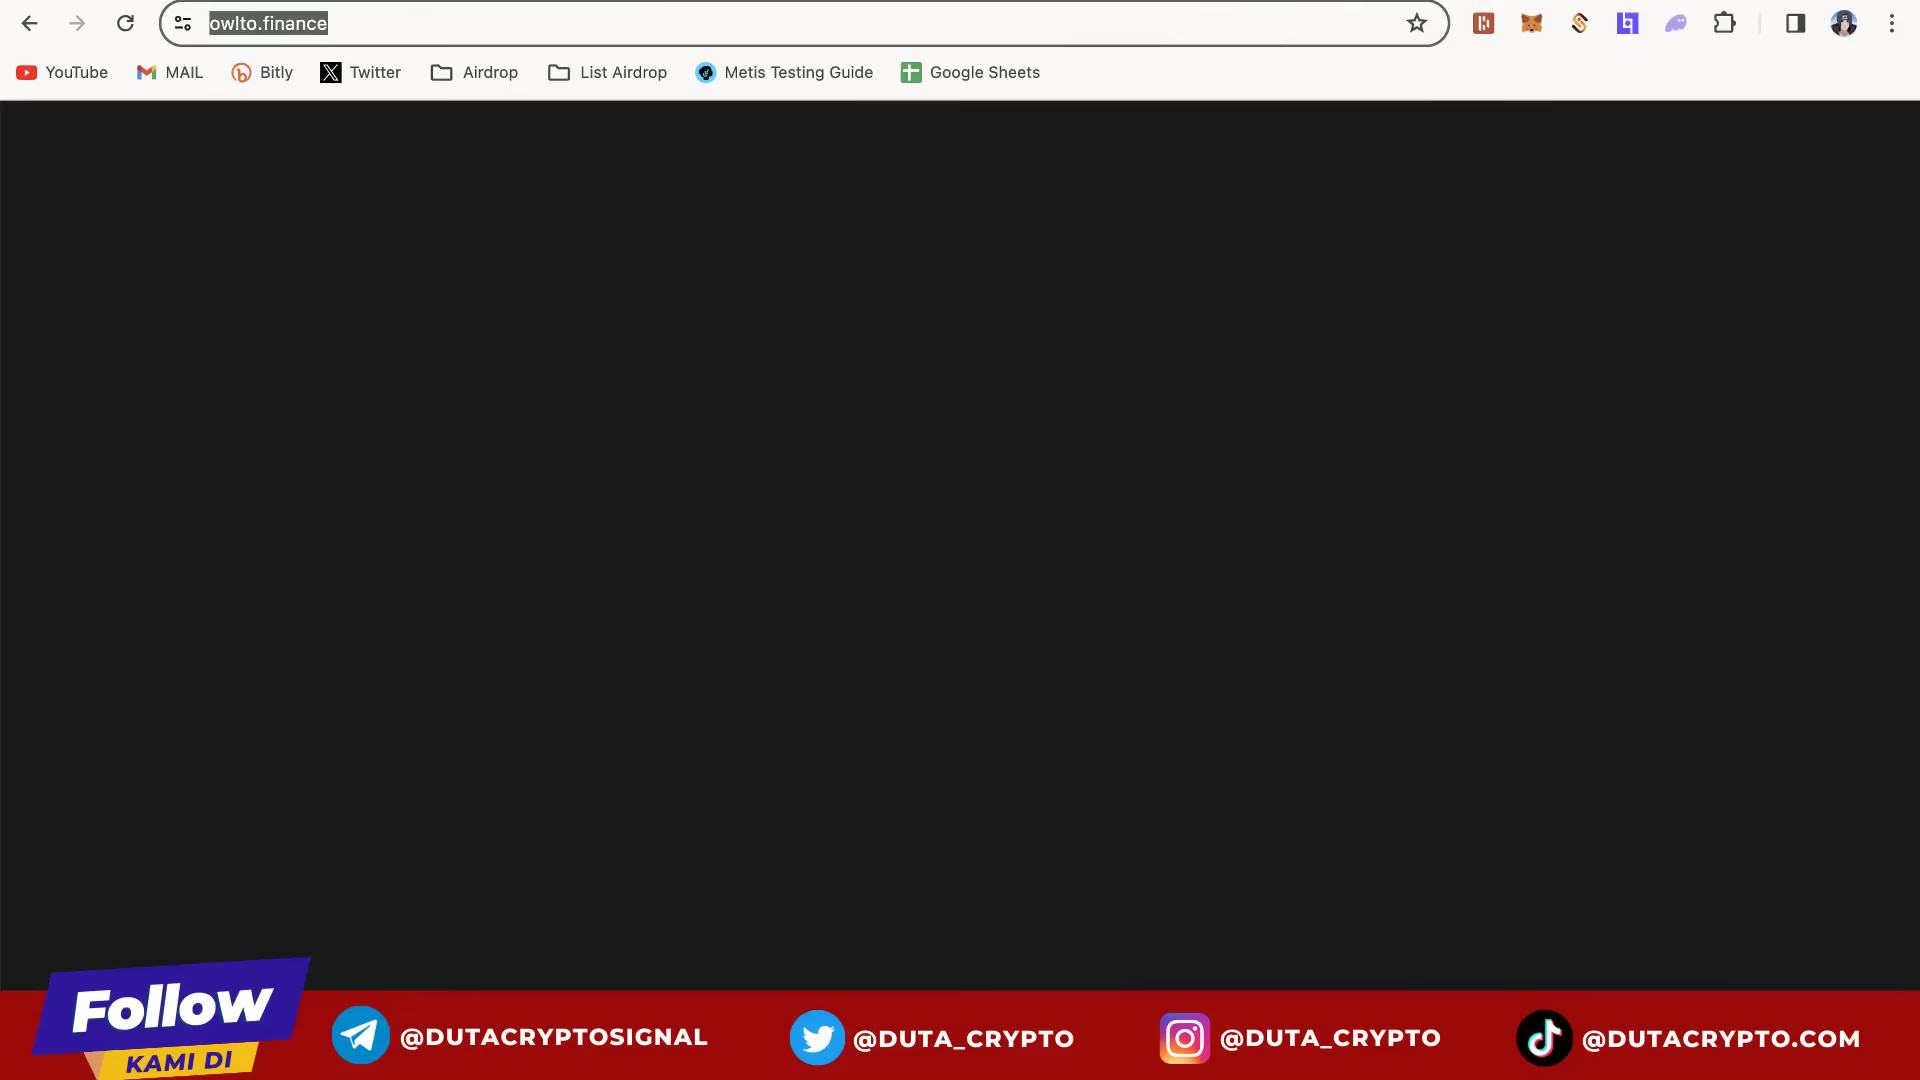 owlto.finance
YouTube MAIL Bitly Twitter Airdrop List Airdrop Metis Testing Guide Google Sheets
Follow
KAMI DI
@DUTACRYPTOSIGNAL @DUTA_CRYPTO @DUTA_CRYPTO @DUTACRYPTO.COM